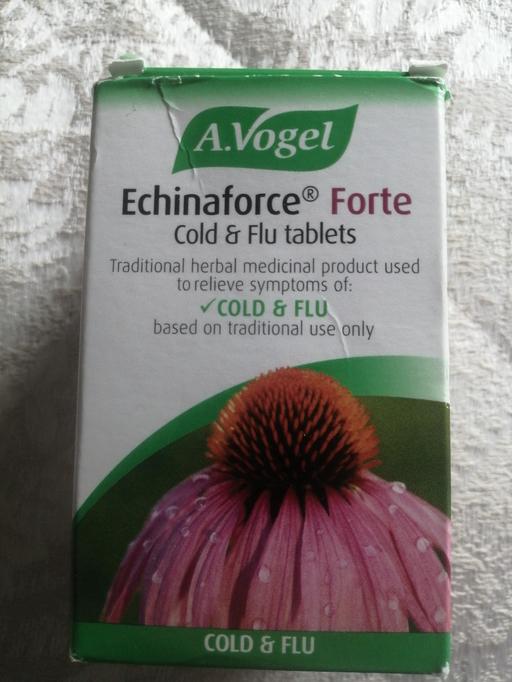 A.Vogel
Echinaforce® Forte
Cold & Flu tablets
Traditional herbal medicinal product used
to relieve symptoms of:
✓COLD & FLU
based on traditional use only
COLD & FLU